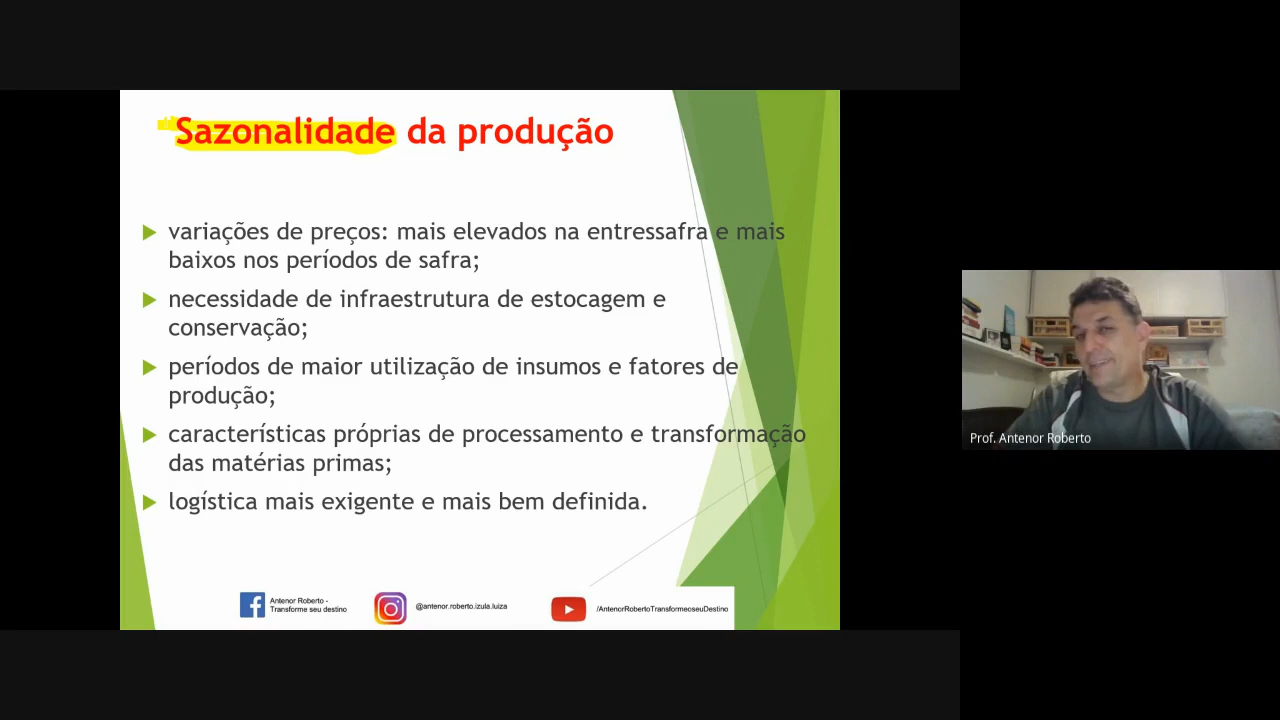 Sazonalidade da produção
variações de preços: mais elevados na entressafra e mais
baixos nos períodos de safra;
necessidade de infraestrutura de estocagem e
conservação;
períodos de maior utilização de insumos e fatores de
produção;
características próprias de processamento e transformação
das matérias primas;
logística mais exigente e mais bem definida.
Antenor Roberto -
Transforme seu destino
@antenor.roberto.izula.luiza
/AntenorRobertoTransformeoseuDestino
Prof. Antenor Roberto